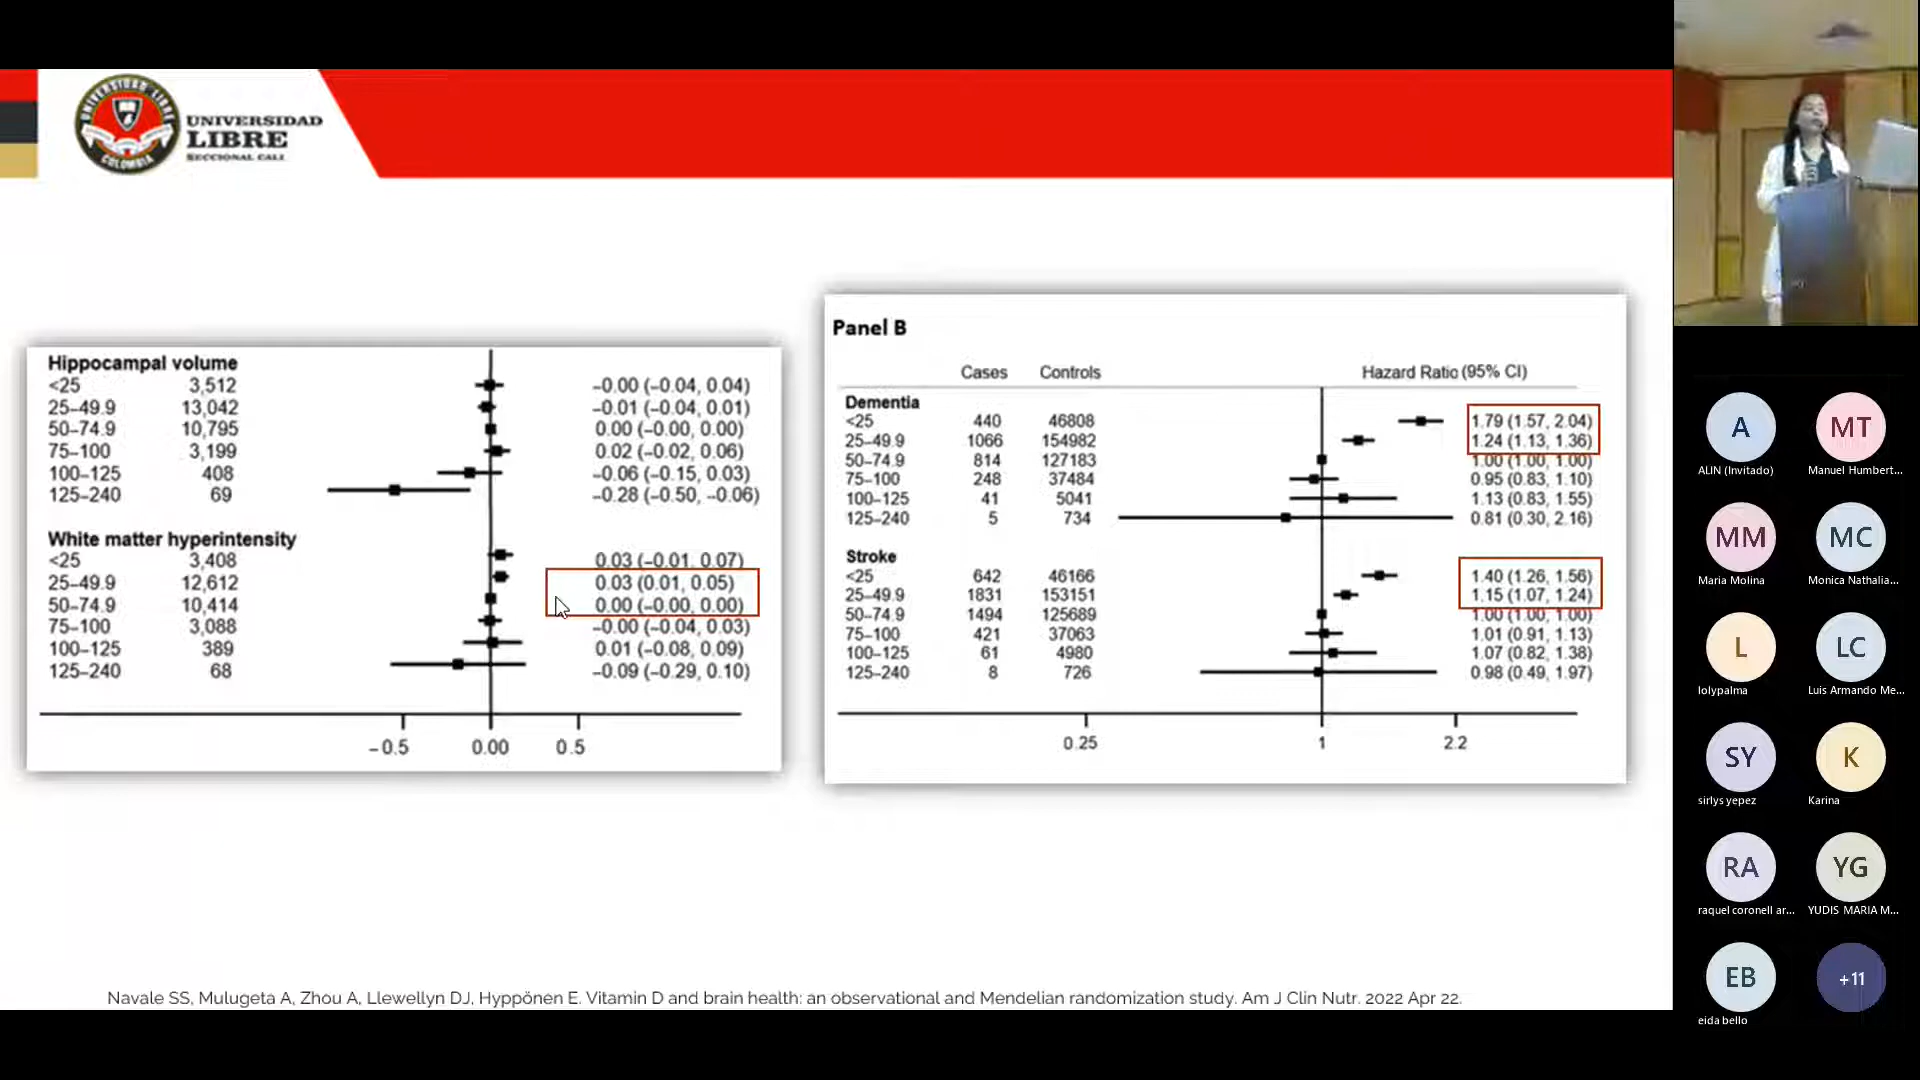 UNIVERSIDAD
LIBRE
SECCIONAL CALI
UNIVERSIDAD LIBRE
COLOMBIA
Hippocampal volume
<25 3,512 −0.00 (−0.04, 0.04)
25–49.9 13,042 −0.01 (−0.04, 0.01)
50–74.9 10,795 0.00 (−0.00, 0.00)
75–100 3,199 0.02 (−0.02, 0.06)
100–125 408 −0.06 (−0.15, 0.03)
125–240 69 −0.28 (−0.50, −0.06)
White matter hyperintensity
<25 3,408 0.03 (−0.01, 0.07)
25–49.9 12,612 0.03 (0.01, 0.05)
50–74.9 10,414 0.00 (−0.00, 0.00)
75–100 3,088 −0.00 (−0.04, 0.03)
100–125 389 0.01 (−0.08, 0.09)
125–240 68 −0.09 (−0.29, 0.10)
−0.5 0.00 0.5
Panel B
Cases Controls Hazard Ratio (95% CI)
Dementia
<25 440 46808 1.79 (1.57, 2.04)
25–49.9 1066 154982 1.24 (1.13, 1.36)
50–74.9 814 127183 1.00 (1.00, 1.00)
75–100 248 37484 0.95 (0.83, 1.10)
100–125 41 5041 1.13 (0.83, 1.55)
125–240 5 734 0.81 (0.30, 2.16)
Stroke
<25 642 46166 1.40 (1.26, 1.56)
25–49.9 1831 153151 1.15 (1.07, 1.24)
50–74.9 1494 125689 1.00 (1.00, 1.00)
75–100 421 37063 1.01 (0.91, 1.13)
100–125 61 4980 1.07 (0.82, 1.38)
125–240 8 726 0.98 (0.49, 1.97)
0.25 1 2.2
Navale SS, Mulugeta A, Zhou A, Llewellyn DJ, Hyppönen E. Vitamin D and brain health: an observational and Mendelian randomization study. Am J Clin Nutr. 2022 Apr 22.
A MT
ALIN (Invitado) Manuel Humbert...
MM MC
Maria Molina Monica Nathalia...
L LC
lolypalma Luis Armando Me...
SY K
sirlys yepez Karina
RA YG
raquel coronell ar... YUDIS MARIA M...
EB +11
eida bello